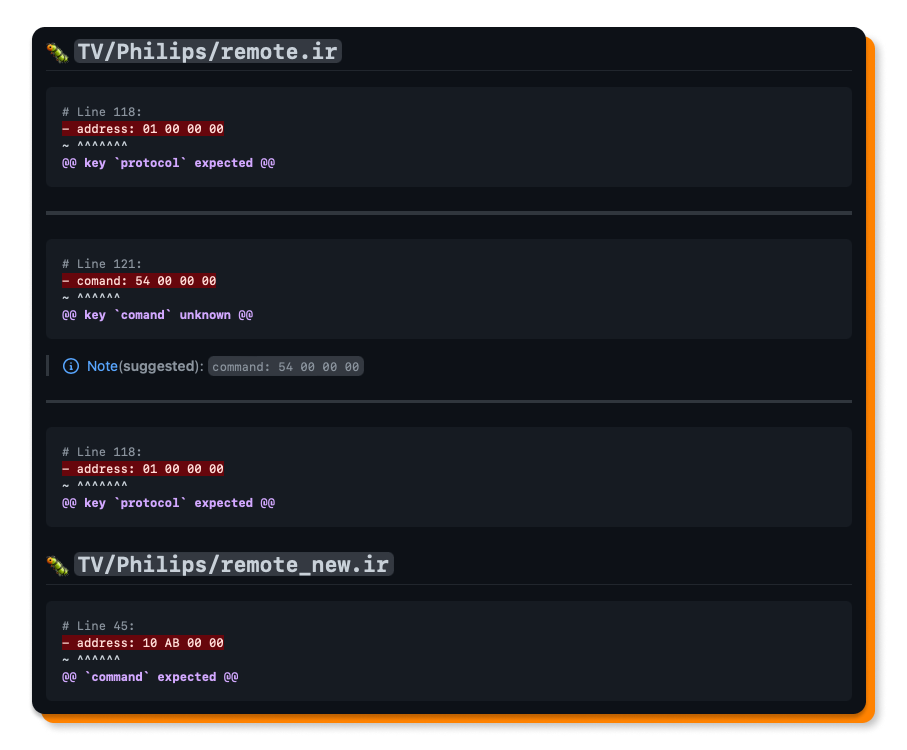 TV/Philips/remote.ir
# Line 118:
- address: 01 00 00 00
~ ^^^^^^^
@@ key `protocol` expected @@
# Line 121:
- comand: 54 00 00 00
~ ^^^^^^
@@ key `comand` unknown @@
Note(suggested): command: 54 00 00 00
# Line 118:
- address: 01 00 00 00
~ ^^^^^^^
@@ key `protocol` expected @@
TV/Philips/remote_new.ir
# Line 45:
- address: 10 AB 00 00
~ ^^^^^^
@@ `command` expected @@